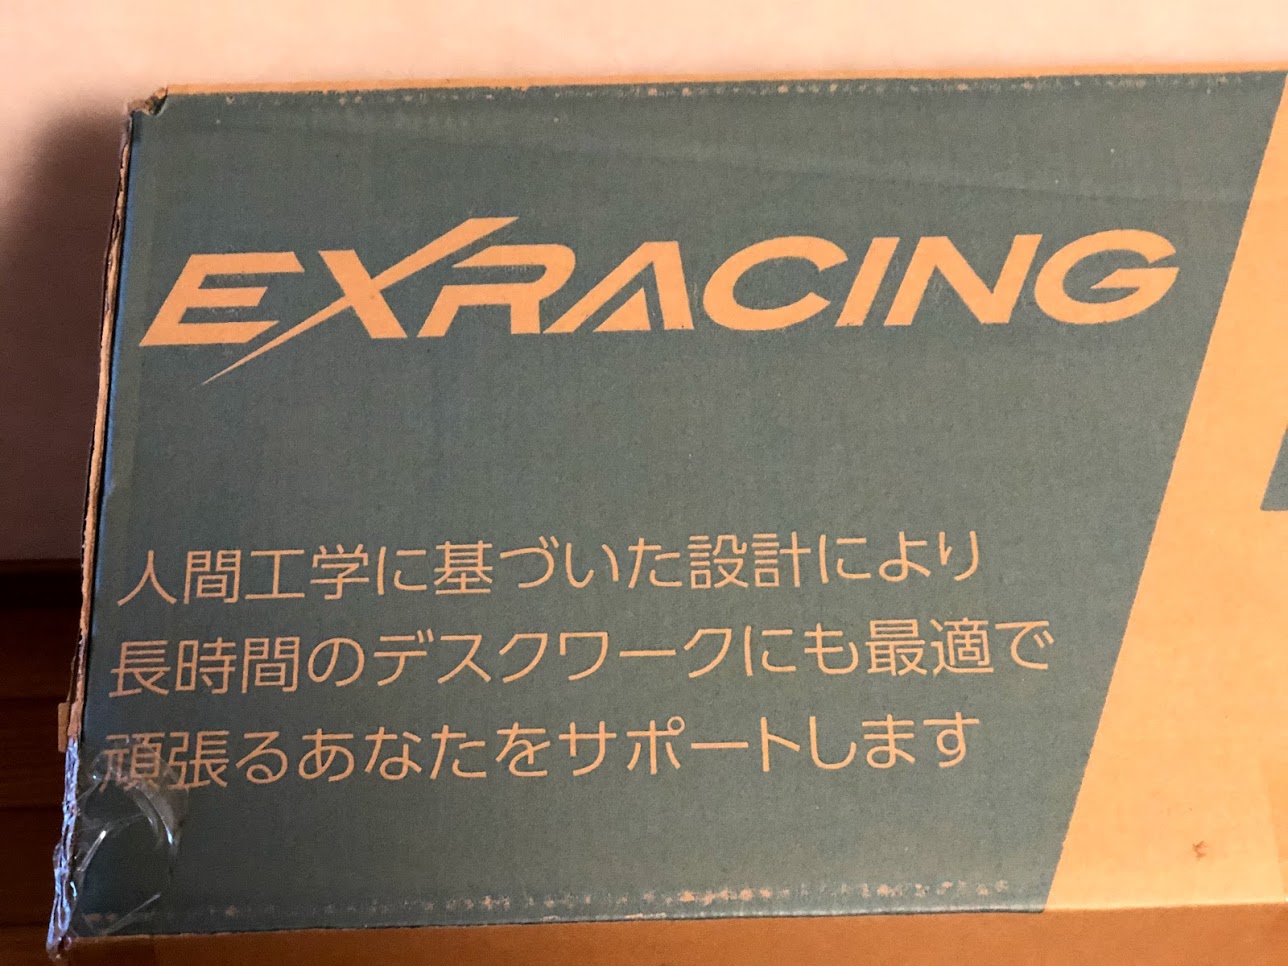 EXRACING
人間工学に基づいた設計により
長時間のデスクワークにも最適で
頑張るあなたをサポートします